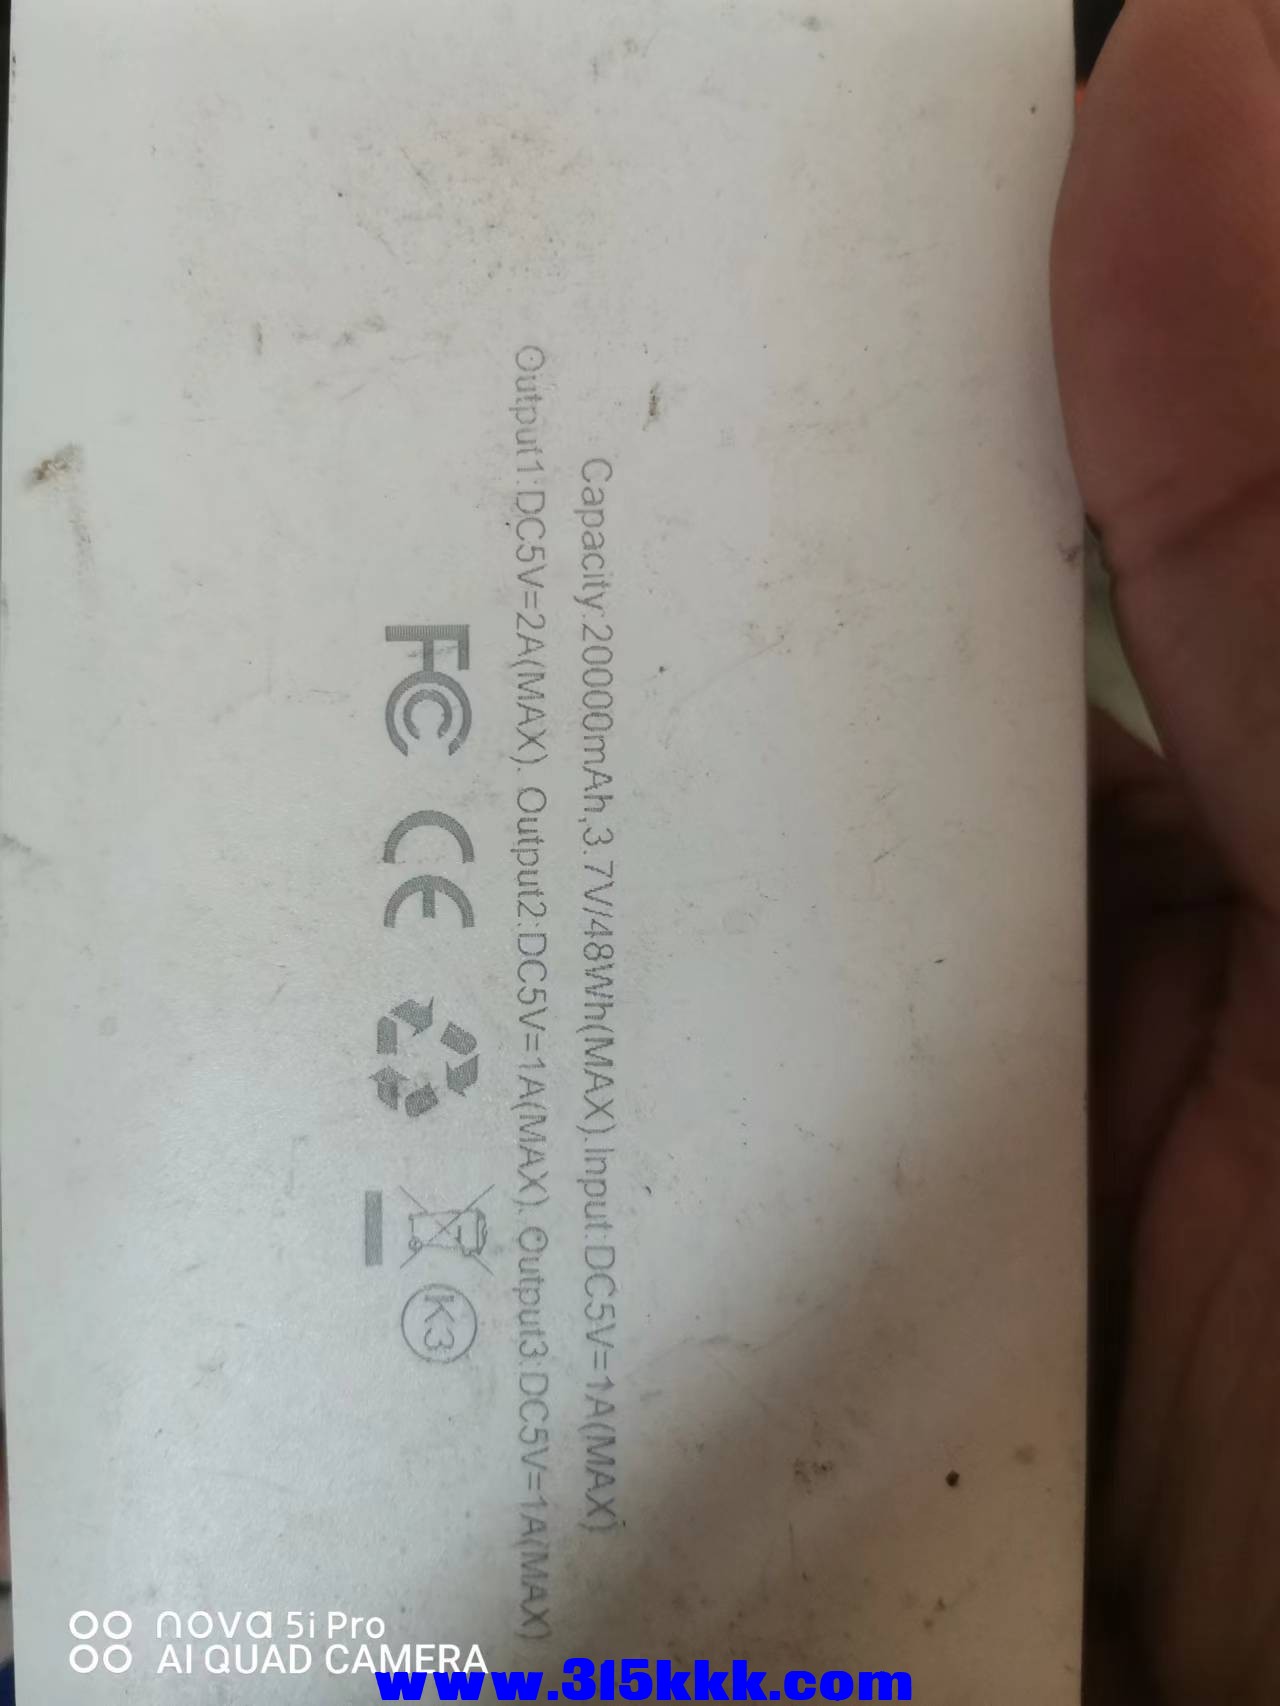 Capacity:20000mAh,3.7V/48Wh(MAX).Input:DC5V=1A(MAX)
Output1:DC5V=2A(MAX). Output2:DC5V=1A(MAX). Output3:DC5V=1A(MAX)
FC CE K3
nova 5i Pro
AI QUAD CAMERA
www.315kkk.com